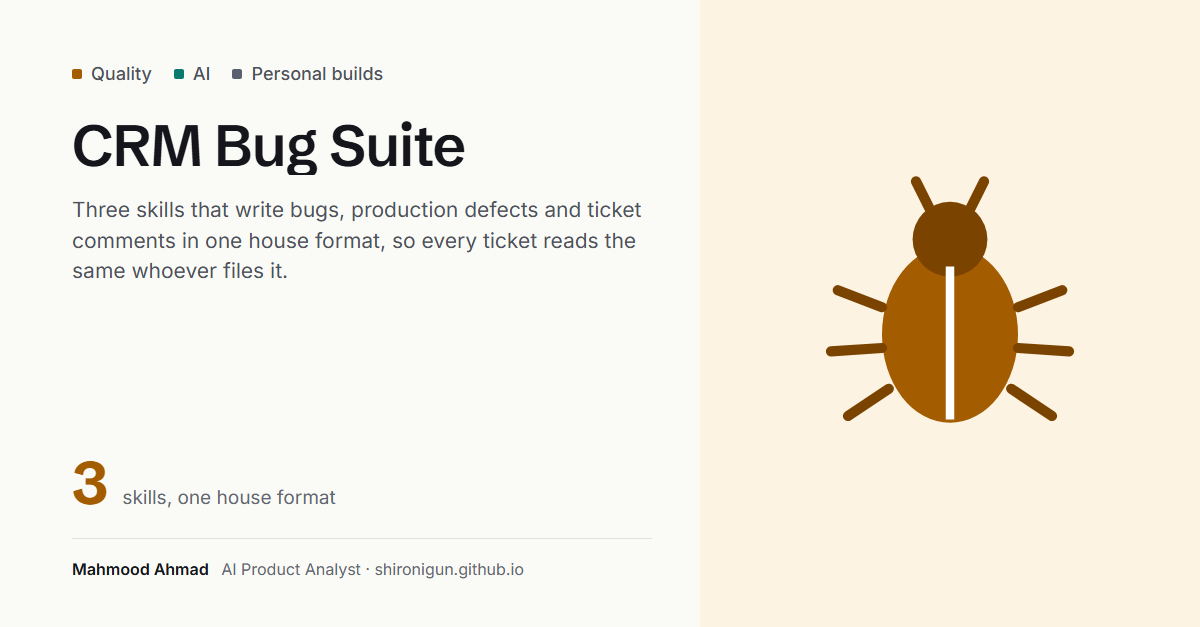 Quality AI Personal builds
CRM Bug Suite
Three skills that write bugs, production defects and ticket
comments in one house format, so every ticket reads the
same whoever files it.
3 skills, one house format
Mahmood Ahmad AI Product Analyst · shironigun.github.io